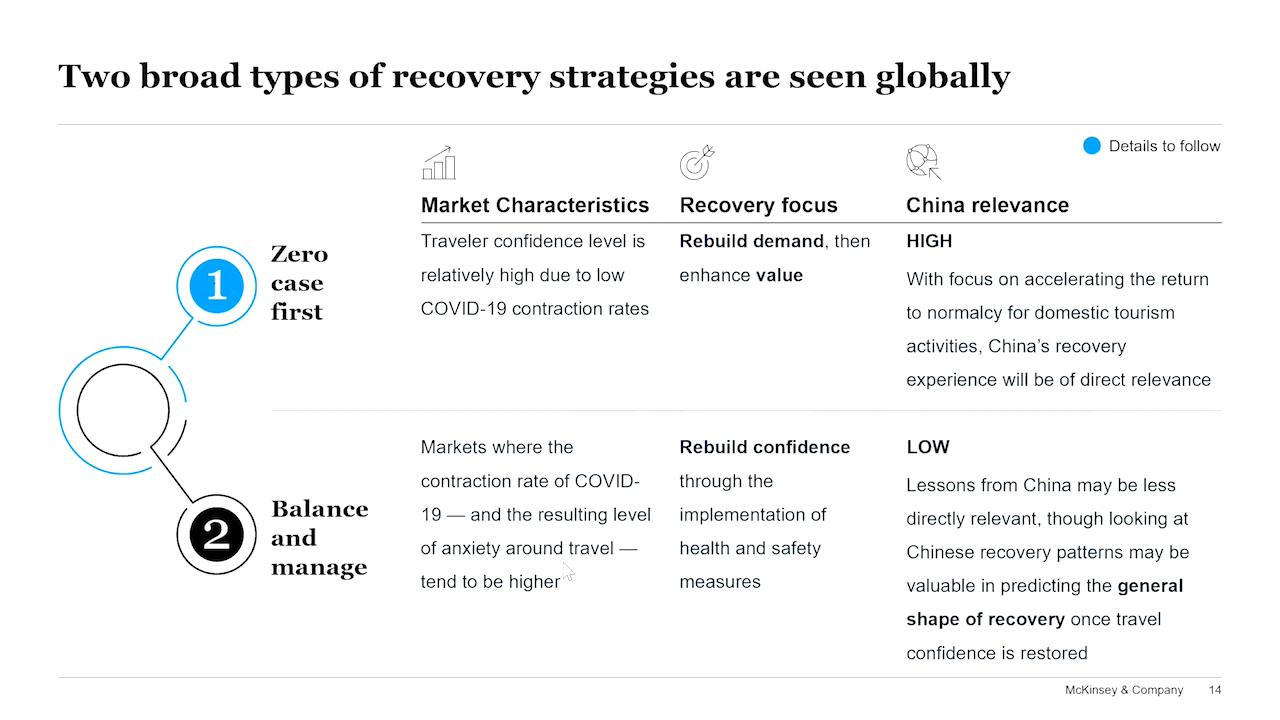 Two broad types of recovery strategies are seen globally
Details to follow
Market Characteristics
Recovery focus
China relevance
1
Zero
case
first
Traveler confidence level is
relatively high due to low
COVID-19 contraction rates
Rebuild demand, then
enhance value
HIGH
With focus on accelerating the return
to normalcy for domestic tourism
activities, China’s recovery
experience will be of direct relevance
2
Balance
and
manage
Markets where the
contraction rate of COVID-
19 — and the resulting level
of anxiety around travel —
tend to be higher
Rebuild confidence
through the
implementation of
health and safety
measures
LOW
Lessons from China may be less
directly relevant, though looking at
Chinese recovery patterns may be
valuable in predicting the general
shape of recovery once travel
confidence is restored
McKinsey & Company 14